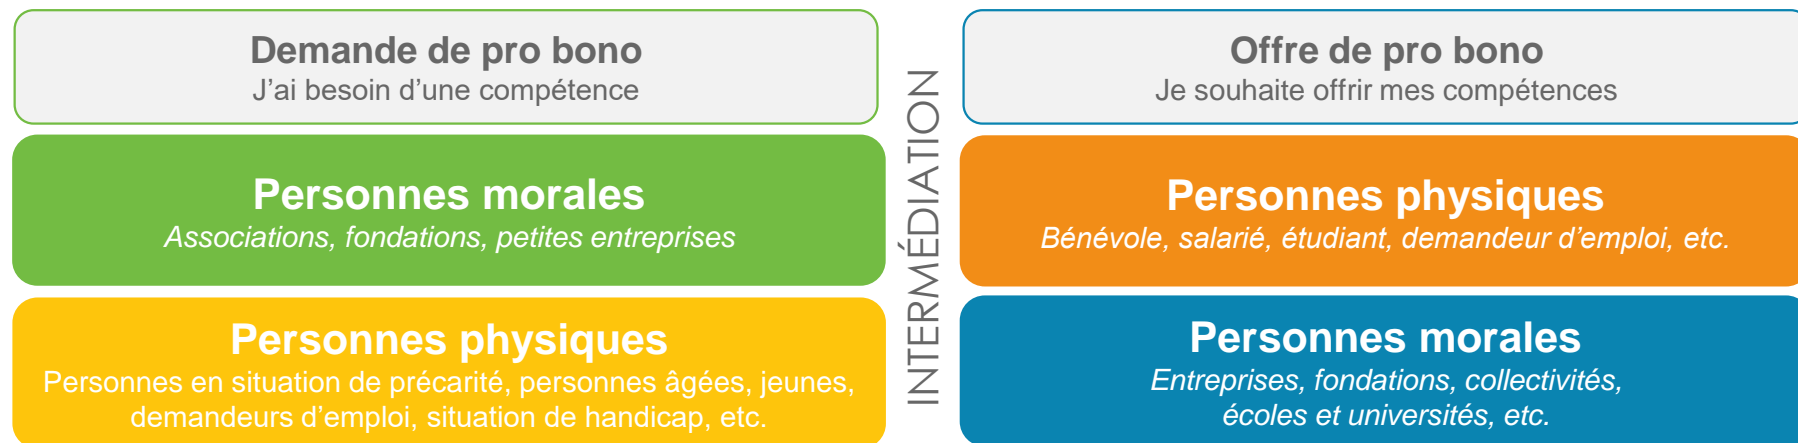 Demande de pro bono
J'ai besoin d'une compétence
Personnes morales
Associations, fondations, petites entreprises
Personnes physiques
Personnes en situation de précarité, personnes âgées, jeunes,
demandeurs d'emploi, situation de handicap, etc.
INTERMÉDIATION
Offre de pro bono
Je souhaite offrir mes compétences
Personnes physiques
Bénévole, salarié, étudiant, demandeur d'emploi, etc.
Personnes morales
Entreprises, fondations, collectivités,
écoles et universités, etc.